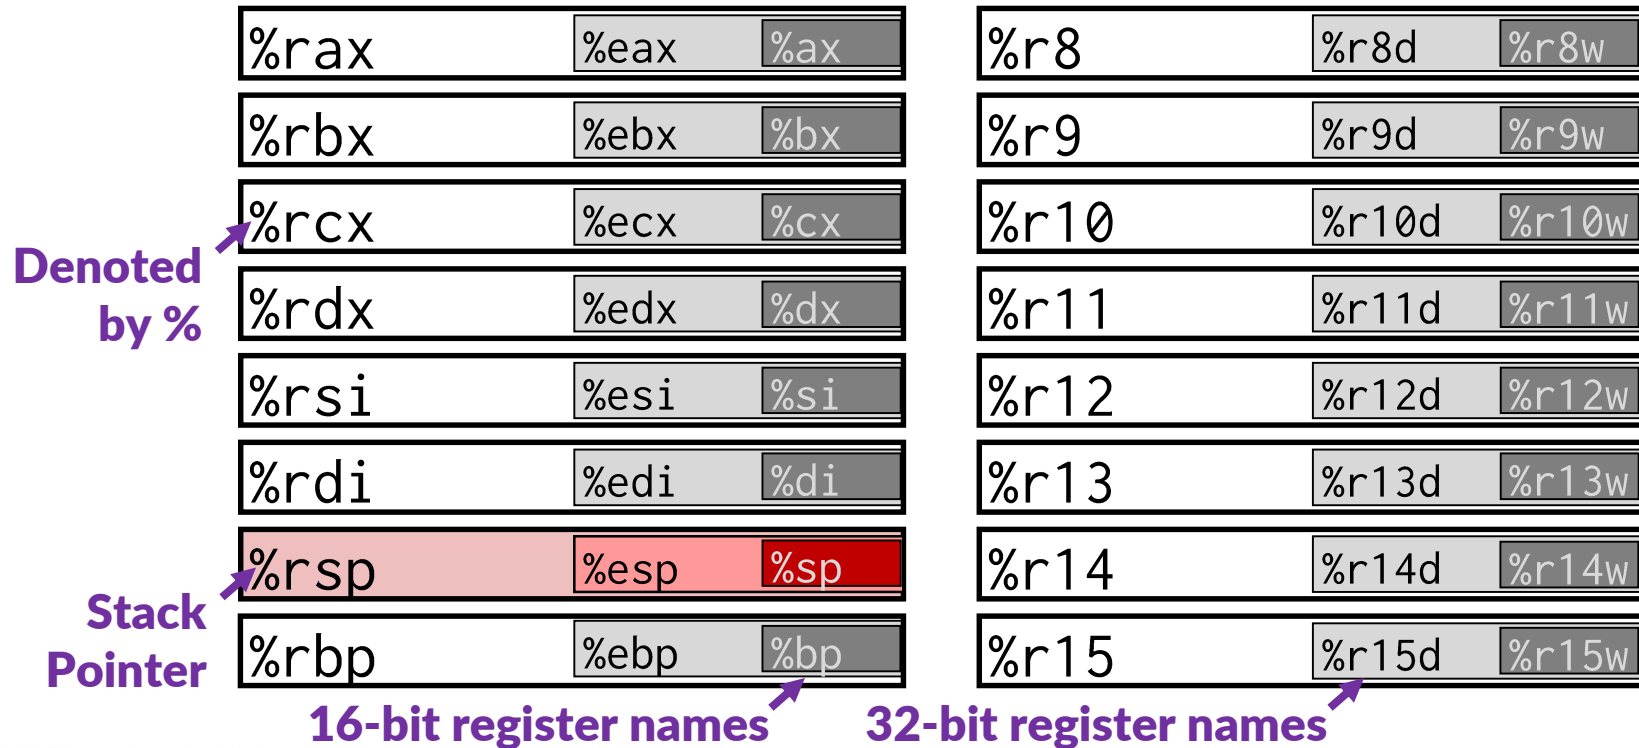 %rax %eax %ax %r8 %r8d %r8w
%rbx %ebx %bx %r9 %r9d %r9w
%rcx %ecx %cx %r10 %r10d %r10w
Denoted
by %
%rdx %edx %dx %r11 %r11d %r11w
%rsi %esi %si %r12 %r12d %r12w
%rdi %edi %di %r13 %r13d %r13w
%rsp %esp %sp %r14 %r14d %r14w
Stack
Pointer
%rbp %ebp %bp %r15 %r15d %r15w
16-bit register names 32-bit register names